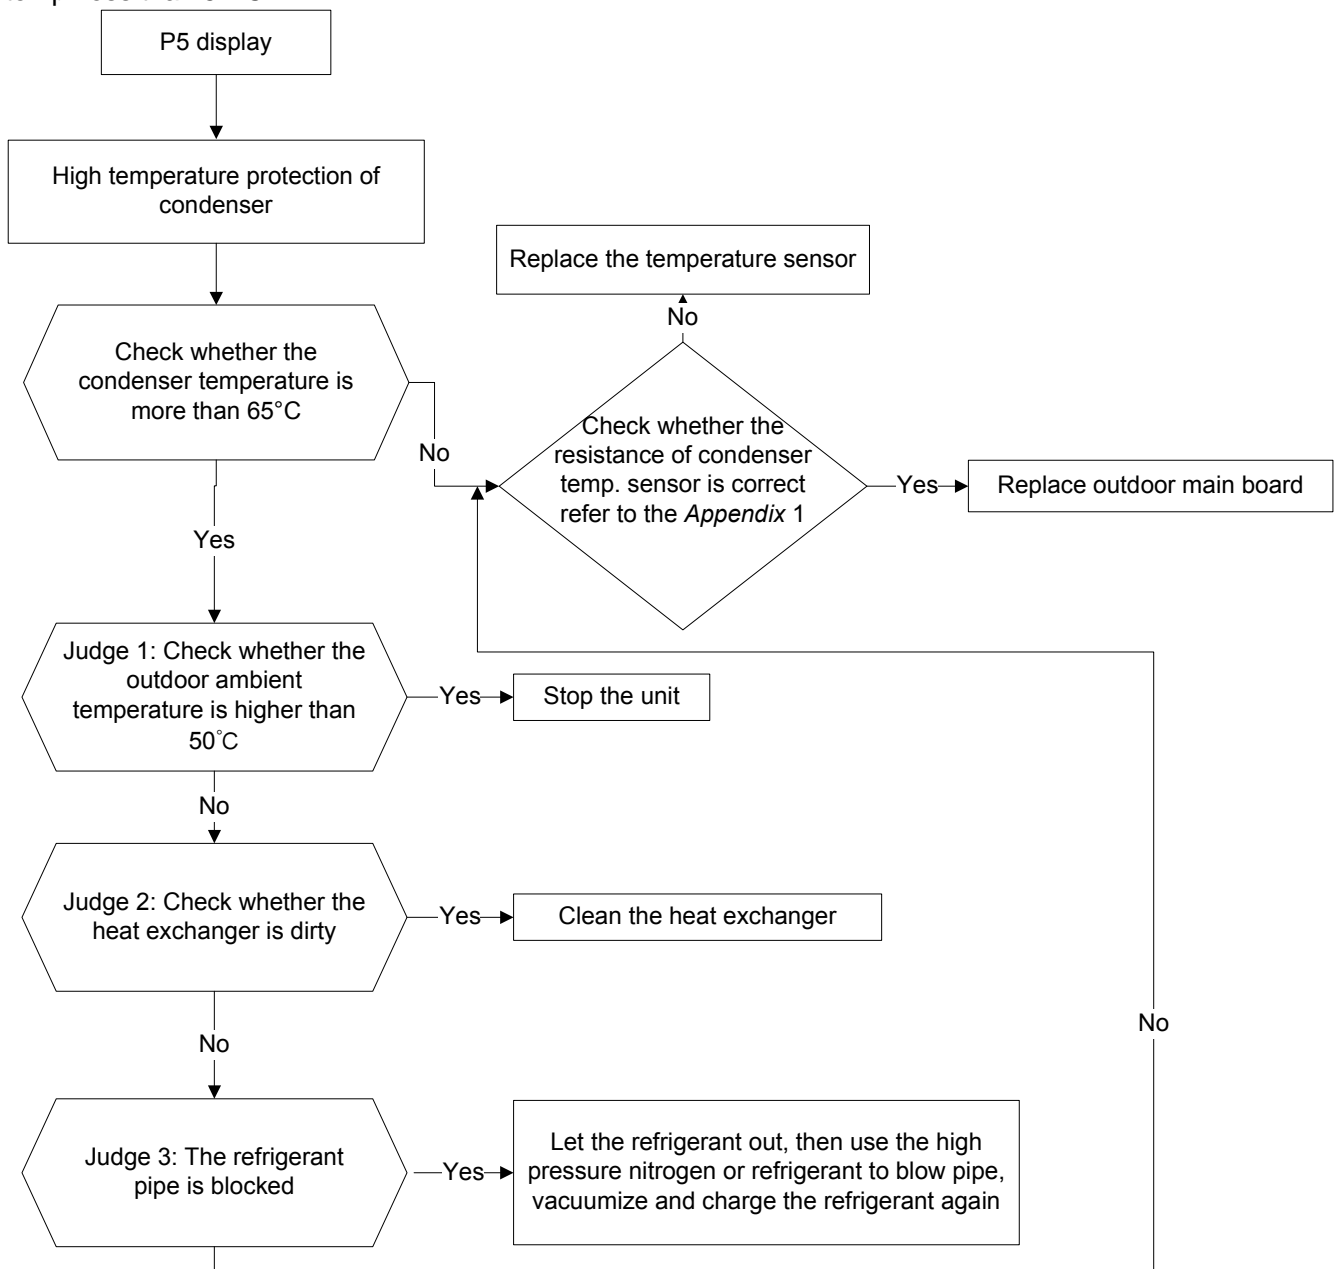 P5 display
High temperature protection of
condenser
Replace the temperature sensor
No
Check whether the
condenser temperature is
more than 65°C
No
Check whether the
resistance of condenser
temp. sensor is correct
refer to the Appendix 1
Yes
Replace outdoor main board
Yes
Judge 1: Check whether the
outdoor ambient
temperature is higher than
50°C
Yes
Stop the unit
No
Judge 2: Check whether the
heat exchanger is dirty
Yes
Clean the heat exchanger
No
No
Judge 3: The refrigerant
pipe is blocked
Yes
Let the refrigerant out, then use the high
pressure nitrogen or refrigerant to blow pipe,
vacuumize and charge the refrigerant again